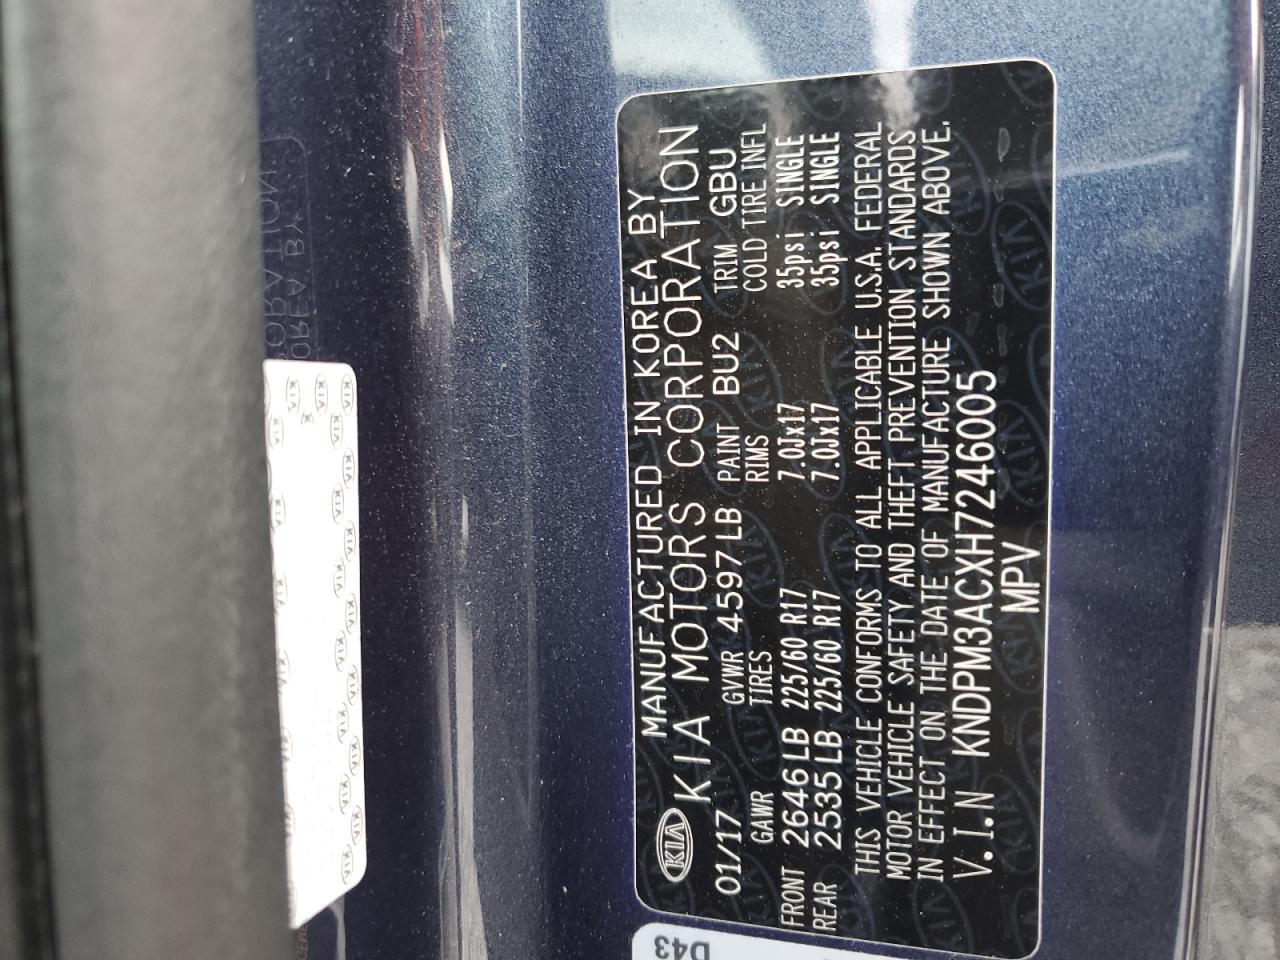 MANUFACTURED IN KOREA BY
KIA KIA MOTORS CORPORATION
01/17 GVWR 4597LB PAINT BU2 TRIM GBU
GAWR TIRES RIMS COLD TIRE INFL
FRONT 2646LB 225/60 R17 7.0Jx17 35psi SINGLE
REAR 2535LB 225/60 R17 7.0Jx17 35psi SINGLE
THIS VEHICLE CONFORMS TO ALL APPLICABLE U.S.A. FEDERAL
MOTOR VEHICLE SAFETY AND THEFT PREVENTION STANDARDS
IN EFFECT ON THE DATE OF MANUFACTURE SHOWN ABOVE.
V.I.N KNDPM3ACXH7246005
MPV
D43